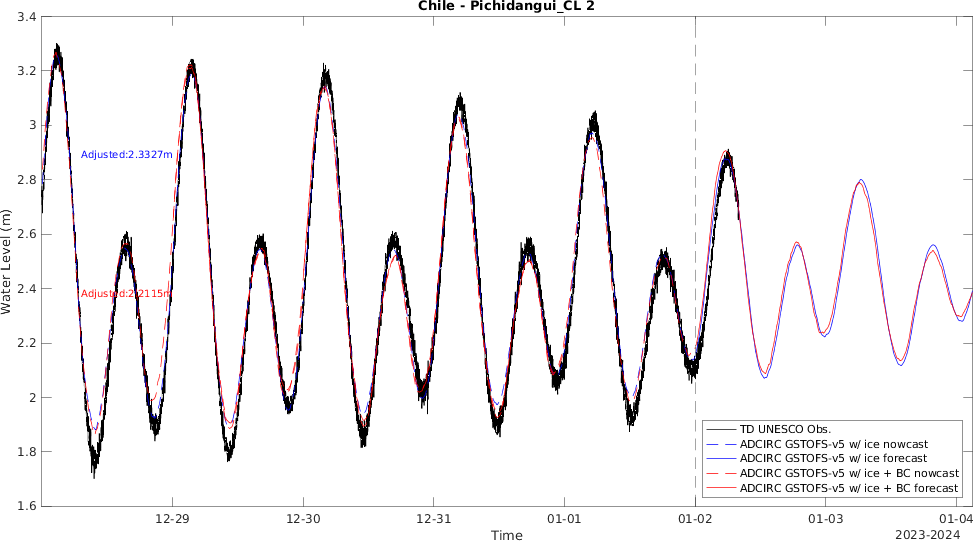 Chile - Pichidangui_CL 2
3.4
3.2
3
2.8
2.6
2.4
2.2
2
1.8
1.6
Water Level (m)
Adjusted:2.3327m
Adjusted:2.2115m
TD UNESCO Obs.
ADCIRC GSTOFS-v5 w/ ice nowcast
ADCIRC GSTOFS-v5 w/ ice forecast
ADCIRC GSTOFS-v5 w/ ice + BC nowcast
ADCIRC GSTOFS-v5 w/ ice + BC forecast
12-29 12-30 12-31 01-01 01-02 01-03 01-04
Time
2023-2024